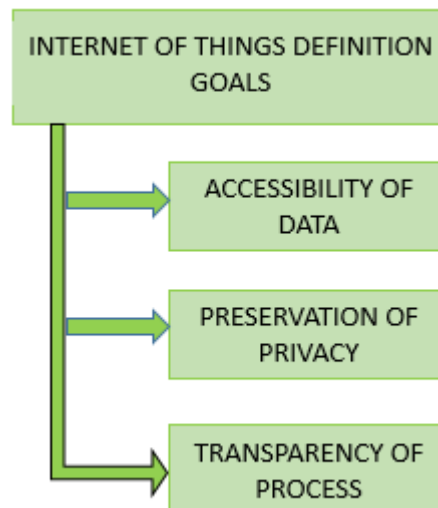 INTERNET OF THINGS DEFINITION
GOALS
ACCESSIBILITY OF
DATA
PRESERVATION OF
PRIVACY
TRANSPARENCY OF
PROCESS